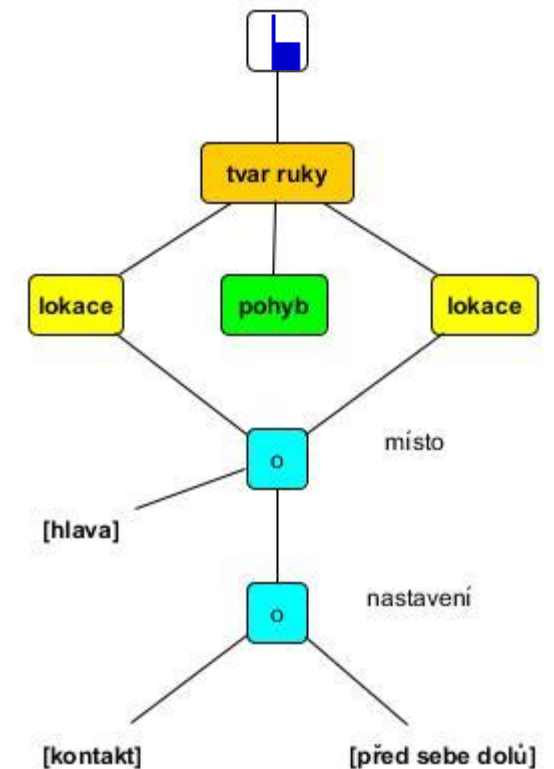 tvar ruky
lokace
pohyb
lokace
o
místo
[hlava]
o
nastavení
[kontakt]
[před sebe dolů]